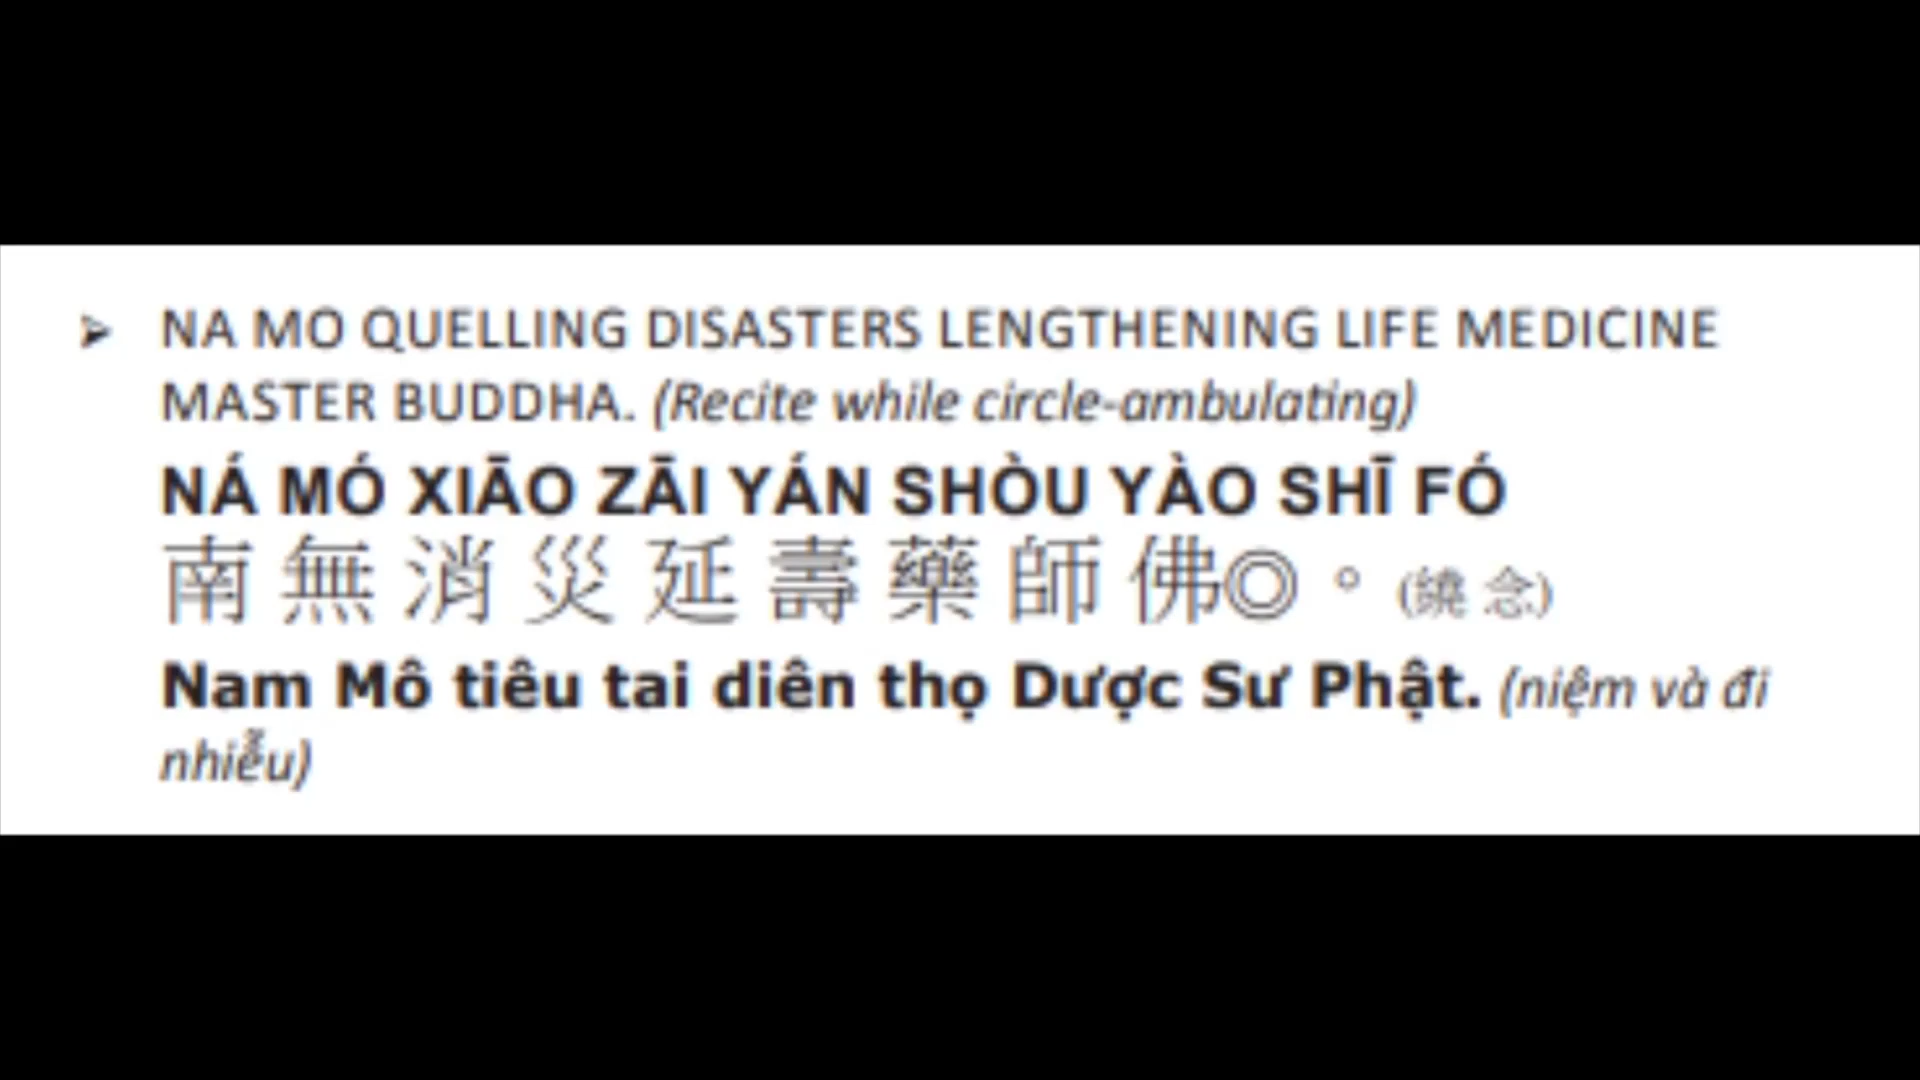 ➢ NA MO QUELLING DISASTERS LENGTHENING LIFE MEDICINE
MASTER BUDDHA. (Recite while circle-ambulating)
NÁ MÓ XIĀO ZĀI YÁN SHÒU YÀO SHĪ FÓ
南 無 消 災 延 壽 藥 師 佛◎。(繞 念)
Nam Mô tiêu tai diên thọ Dược Sư Phật. (niệm và đi
nhiễu)